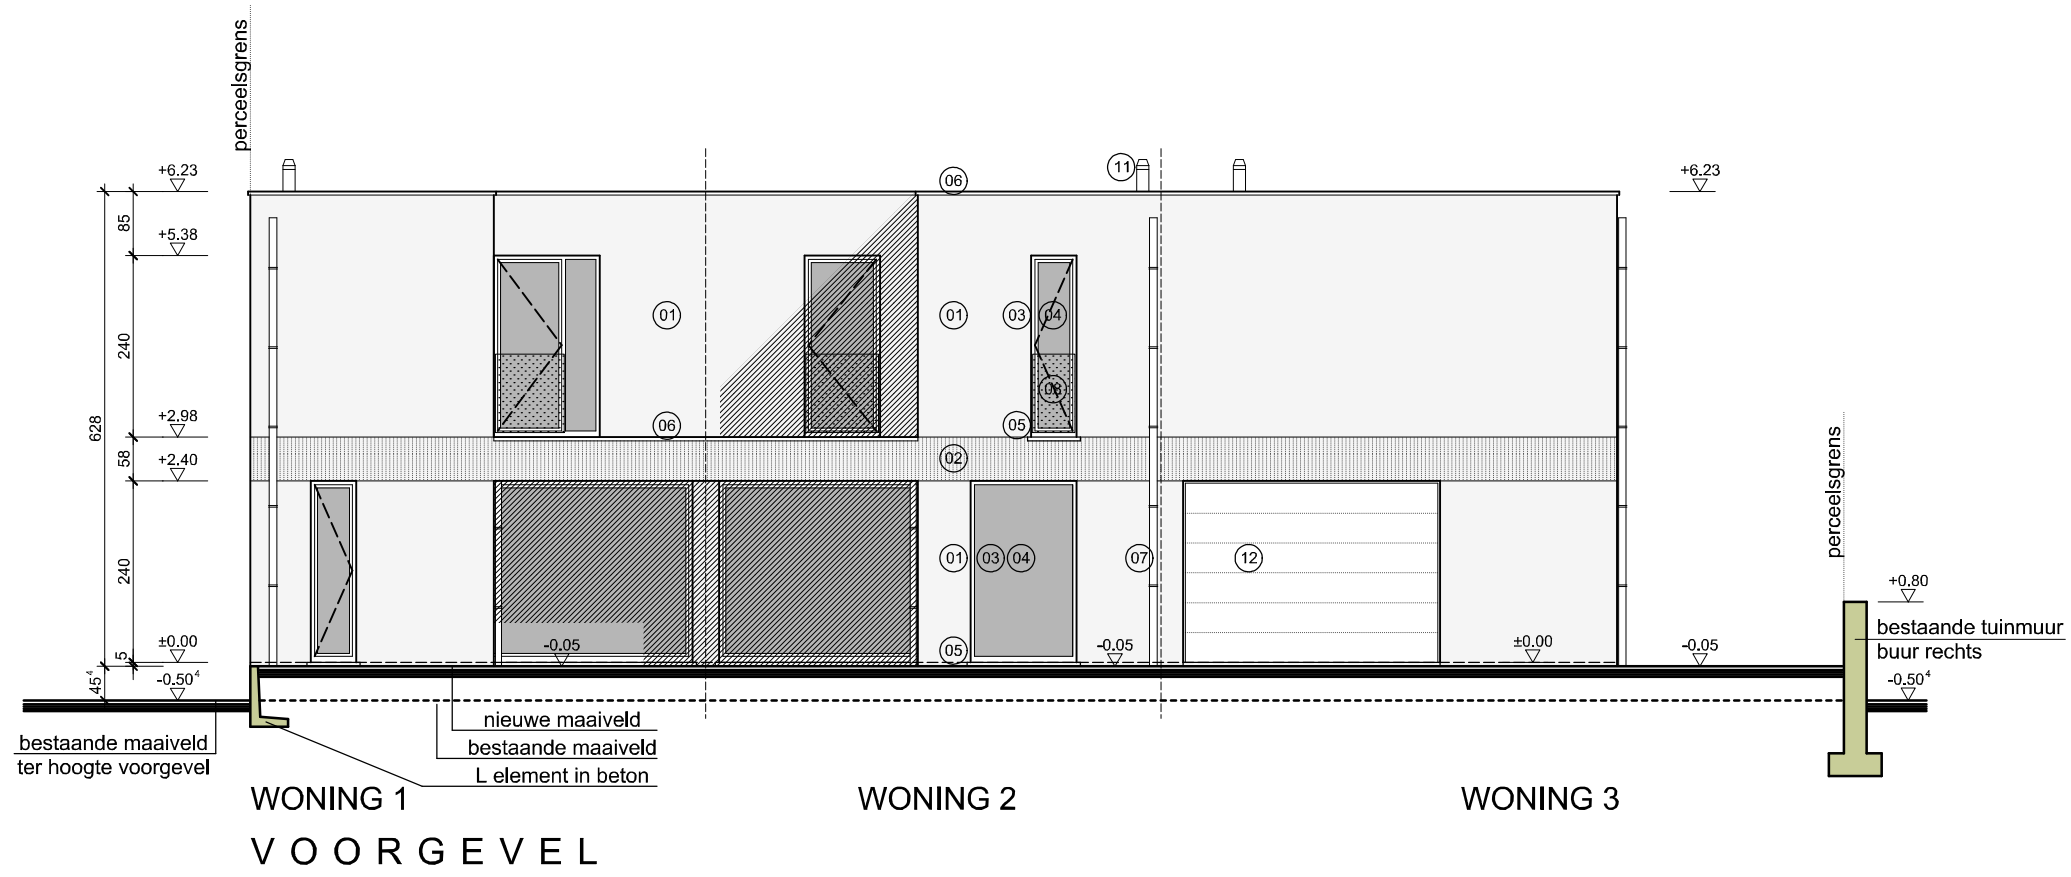 perceelsgrens
+6.23
11
06
+6.23
85
+5.38
240
01
01
03
04
08
628
+2.98
06
05
58
+2.40
02
perceelsgrens
240
01
03
04
07
12
+0.80
bestaande tuinmuur
buur rechts
±0.00
5
-0.05
05
-0.05
±0.00
-0.05
45⁴
-0.50⁴
-0.50⁴
nieuwe maaiveld
bestaande maaiveld
ter hoogte voorgevel
bestaande maaiveld
L element in beton
WONING 1
WONING 2
WONING 3
VOORGEVEL